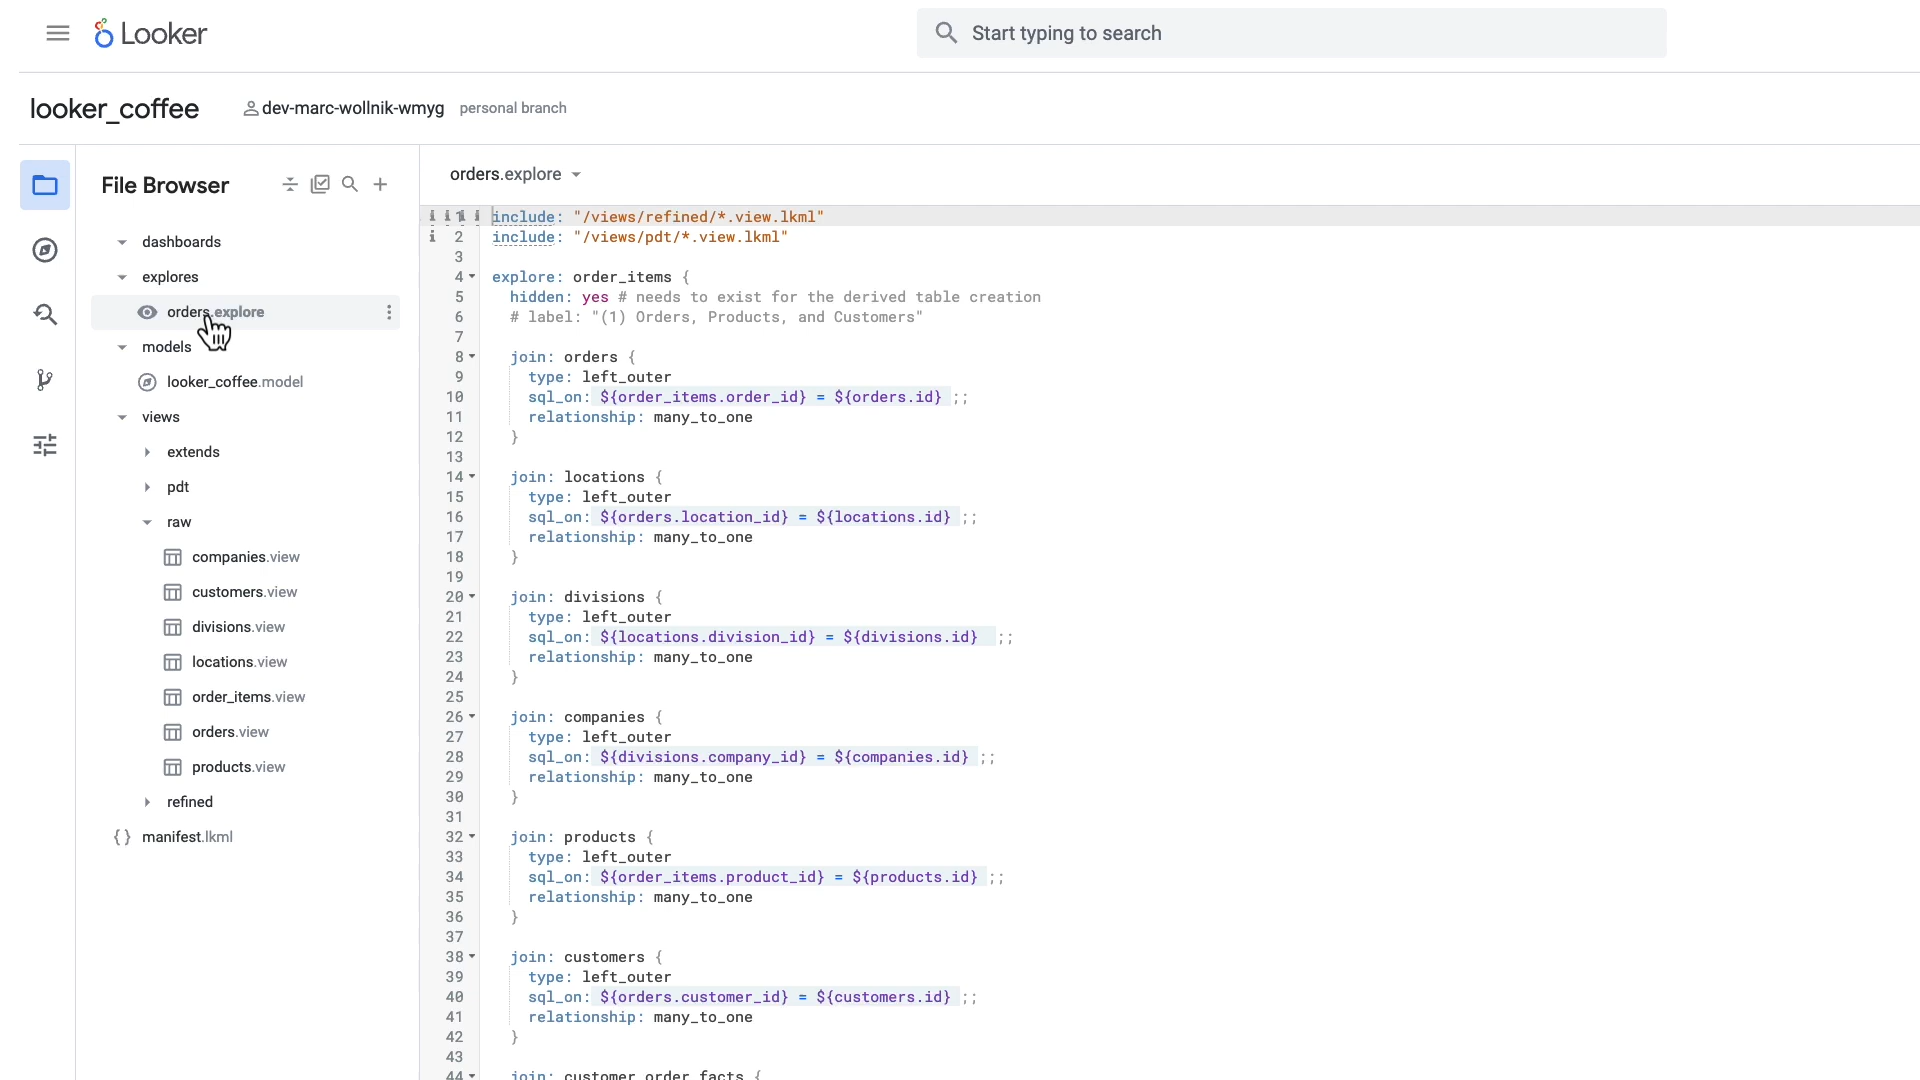 Looker
Start typing to search
looker_coffee
dev-marc-wollnik-wmyg personal branch
File Browser
dashboards
explores
orders.explore
models
looker_coffee.model
views
extends
pdt
raw
companies.view
customers.view
divisions.view
locations.view
order_items.view
orders.view
products.view
refined
{} manifest.lkml
orders.explore
1 include: "/views/refined/*.view.lkml"
2 include: "/views/pdt/*.view.lkml"
3
4 explore: order_items {
5 hidden: yes # needs to exist for the derived table creation
6 # label: "(1) Orders, Products, and Customers"
7
8 join: orders {
9 type: left_outer
10 sql_on: ${order_items.order_id} = ${orders.id} ;;
11 relationship: many_to_one
12 }
13
14 join: locations {
15 type: left_outer
16 sql_on: ${orders.location_id} = ${locations.id} ;;
17 relationship: many_to_one
18 }
19
20 join: divisions {
21 type: left_outer
22 sql_on: ${locations.division_id} = ${divisions.id} ;;
23 relationship: many_to_one
24 }
25
26 join: companies {
27 type: left_outer
28 sql_on: ${divisions.company_id} = ${companies.id} ;;
29 relationship: many_to_one
30 }
31
32 join: products {
33 type: left_outer
34 sql_on: ${order_items.product_id} = ${products.id} ;;
35 relationship: many_to_one
36 }
37
38 join: customers {
39 type: left_outer
40 sql_on: ${orders.customer_id} = ${customers.id} ;;
41 relationship: many_to_one
42 }
43
44 join: customer_order_facts {